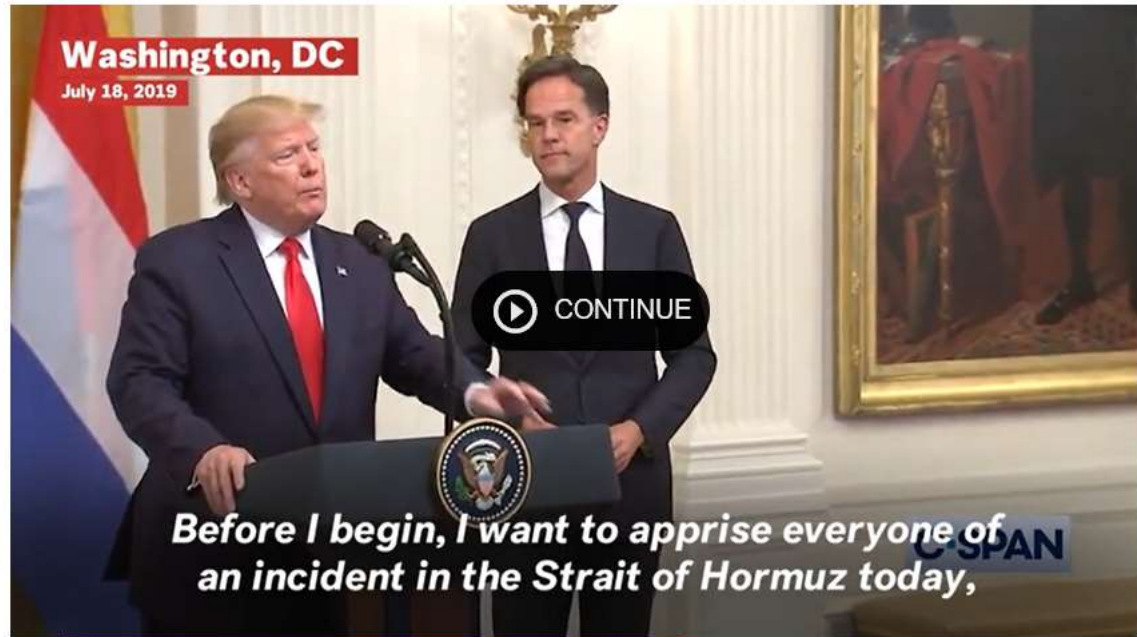 Washington, DC
July 18, 2019
CONTINUE
Before I begin, I want to apprise everyone of
C-SPAN
an incident in the Strait of Hormuz today,